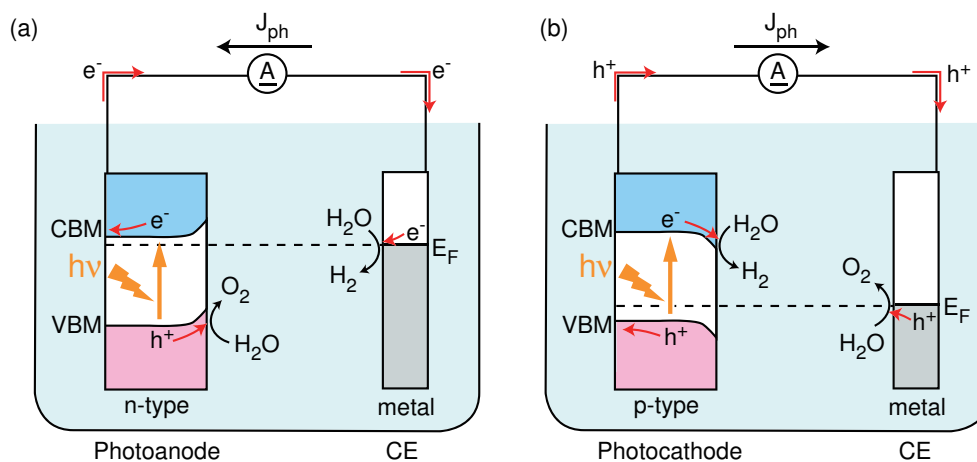 (a)
J_ph
e⁻
A
e⁻
CBM
e⁻
H₂O
e⁻
E_F
hν
H₂
O₂
VBM
h⁺
H₂O
n-type
metal
Photoanode
CE
(b)
J_ph
h⁺
A
h⁺
CBM
e⁻
H₂O
hν
H₂
O₂
E_F
VBM
h⁺
h⁺
H₂O
p-type
metal
Photocathode
CE